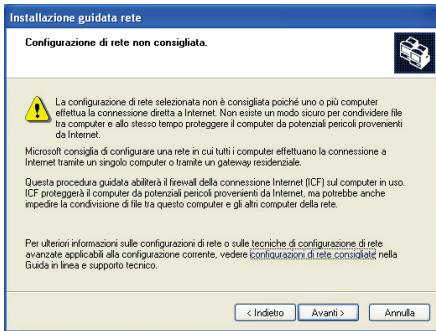 Installazione guidata rete
Configurazione di rete non consigliata.
La configurazione di rete selezionata non è consigliata poiché uno o più computer
effettua la connessione diretta a Internet. Non esiste un modo sicuro per condividere file
tra computer e allo stesso tempo proteggere il computer da potenziali pericoli provenienti
da Internet.
Microsoft consiglia di configurare una rete in cui tutti i computer effettuano la connessione a
Internet tramite un singolo computer o tramite un gateway residenziale.
Questa procedura guidata abiliterà il firewall della connessione Internet (ICF) sul computer in uso.
ICF proteggerà il computer da potenziali pericoli provenienti da Internet, ma potrebbe anche
impedire la condivisione di file tra questo computer e gli altri computer della rete.
Per ulteriori informazioni sulle configurazioni di rete o sulle tecniche di configurazione di rete
avanzate applicabili alla configurazione corrente, vedere configurazioni di rete consigliate nella
Guida in linea e supporto tecnico.
< Indietro
Avanti >
Annulla